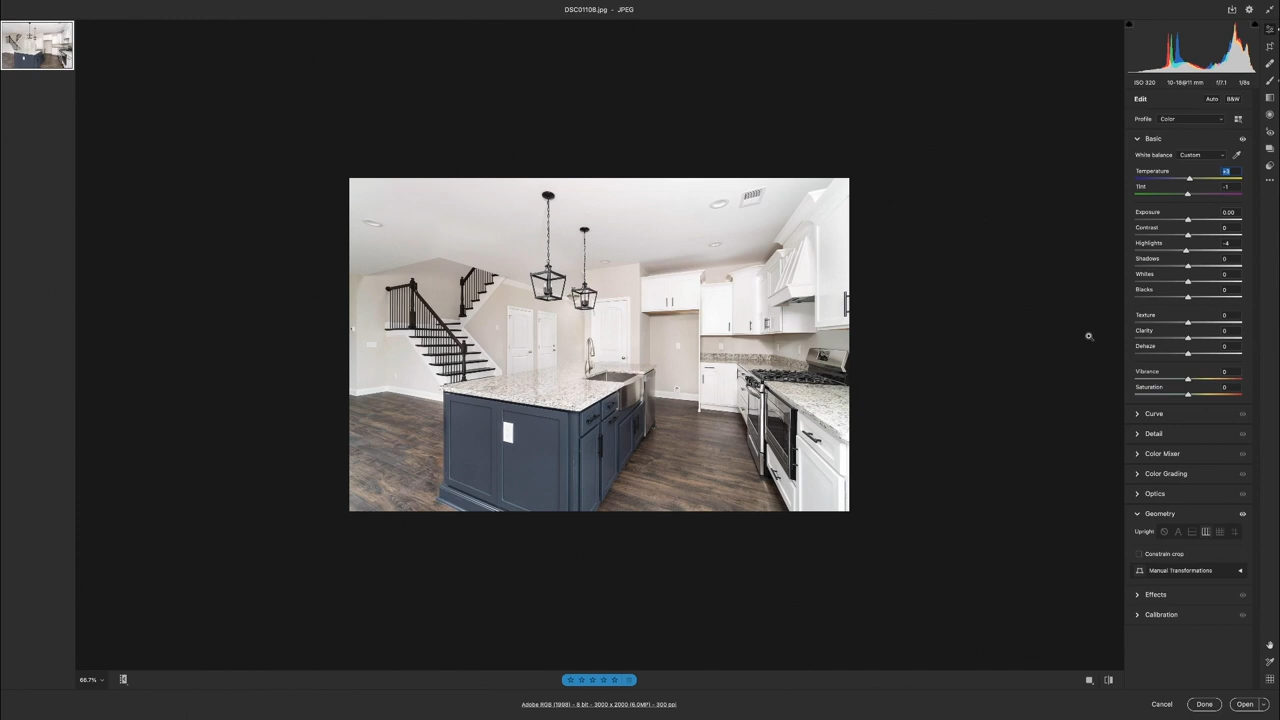 DSC01108.jpg - JPEG
ISO 320 10-18@11 mm f/7.1 1/8s
Edit Auto B&W
Profile Color
Basic
White balance Custom
Temperature +3
Tint -1
Exposure 0.00
Contrast 0
Highlights -4
Shadows 0
Whites 0
Blacks 0
Texture 0
Clarity 0
Dehaze 0
Vibrance 0
Saturation 0
Curve
Detail
Color Mixer
Color Grading
Optics
Geometry
Upright
Constrain crop
Manual Transformations
Effects
Calibration
66.7%
Adobe RGB (1998) - 8 bit - 3000 x 2000 (6.0MP) - 300 ppi
Cancel Done Open